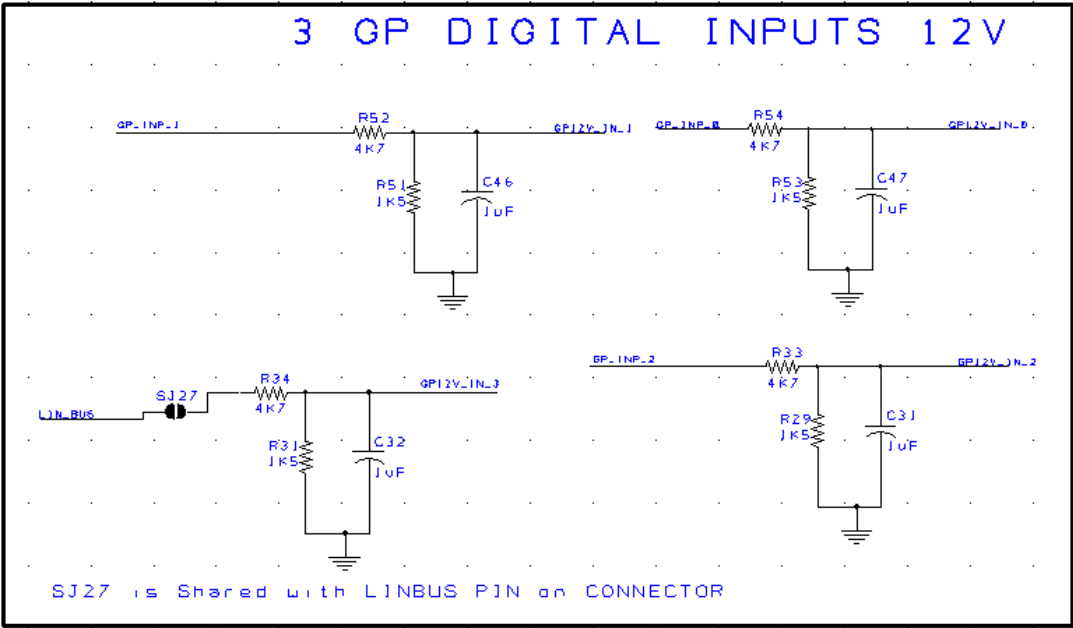 3 GP DIGITAL INPUTS 12V
GP_INP_1
R52
4K7
GP12V_IN_1
R51
1K5
C46
1uF
GP_INP_0
R54
4K7
GP12V_IN_0
R53
1K5
C47
1uF
LIN_BUS
SJ27
R34
4K7
GP12V_IN_3
R31
1K5
C32
1uF
GP_INP_2
R33
4K7
GP12V_IN_2
R29
1K5
C31
1uF
SJ27 is Shared with LINBUS PIN on CONNECTOR